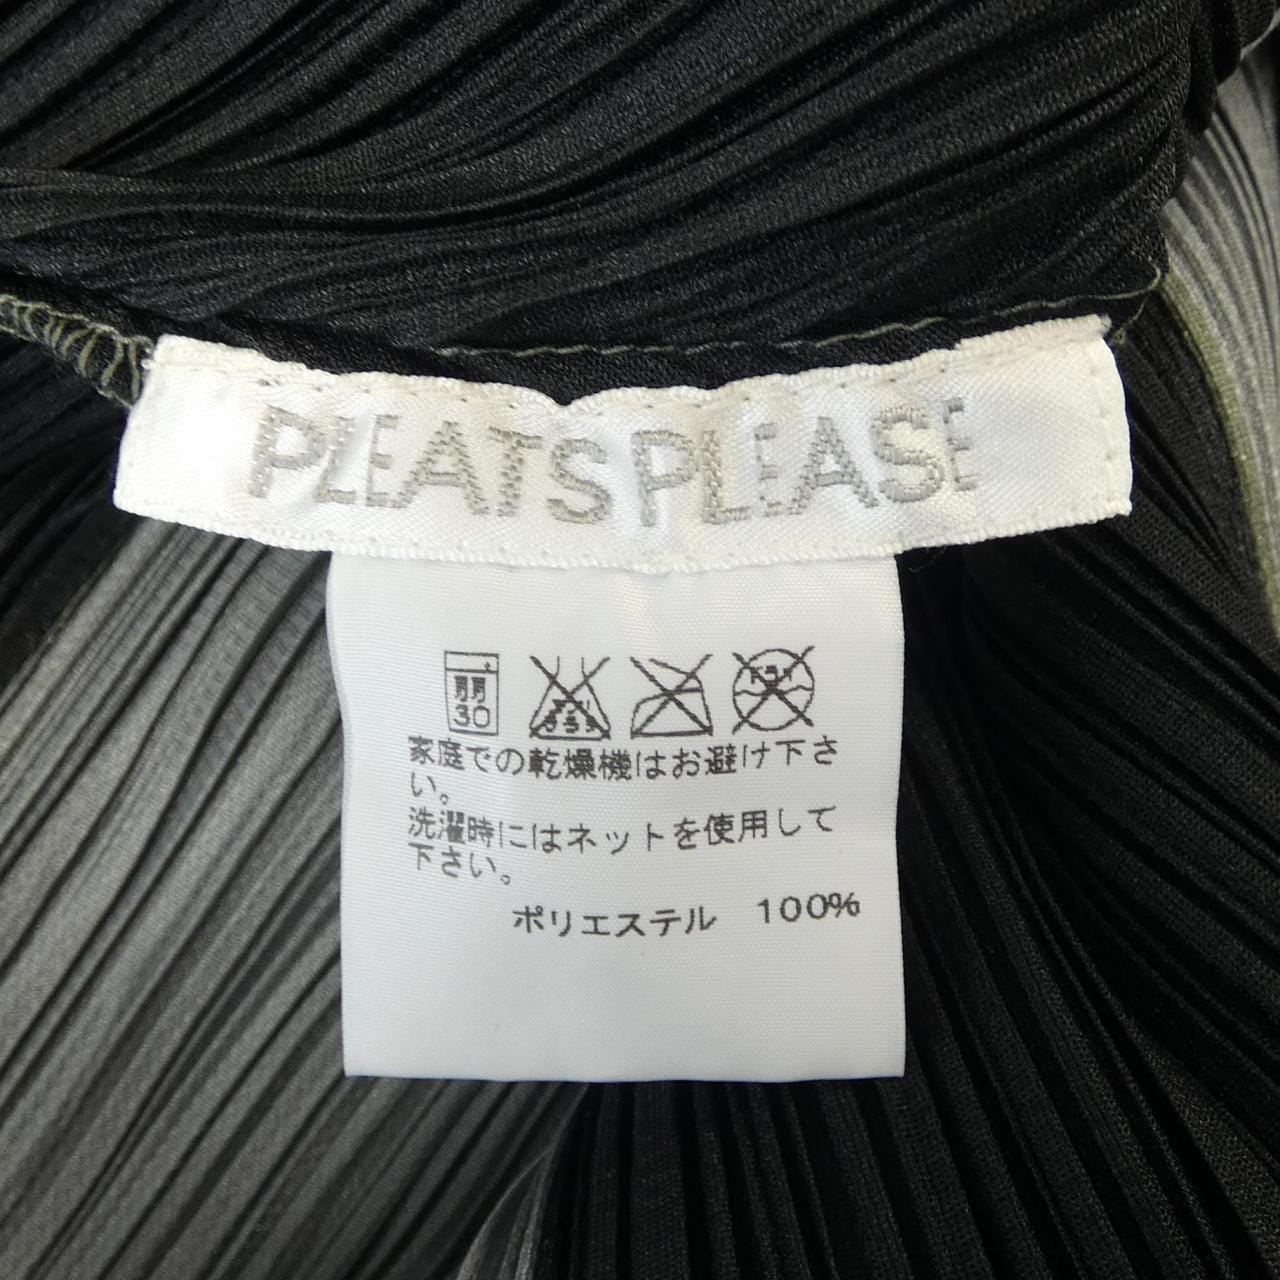 PLEATS PLEASE
弱
30
家庭での乾燥機はお避け下さ
い。
洗濯時にはネットを使用して
下さい。
ポリエステル 100%